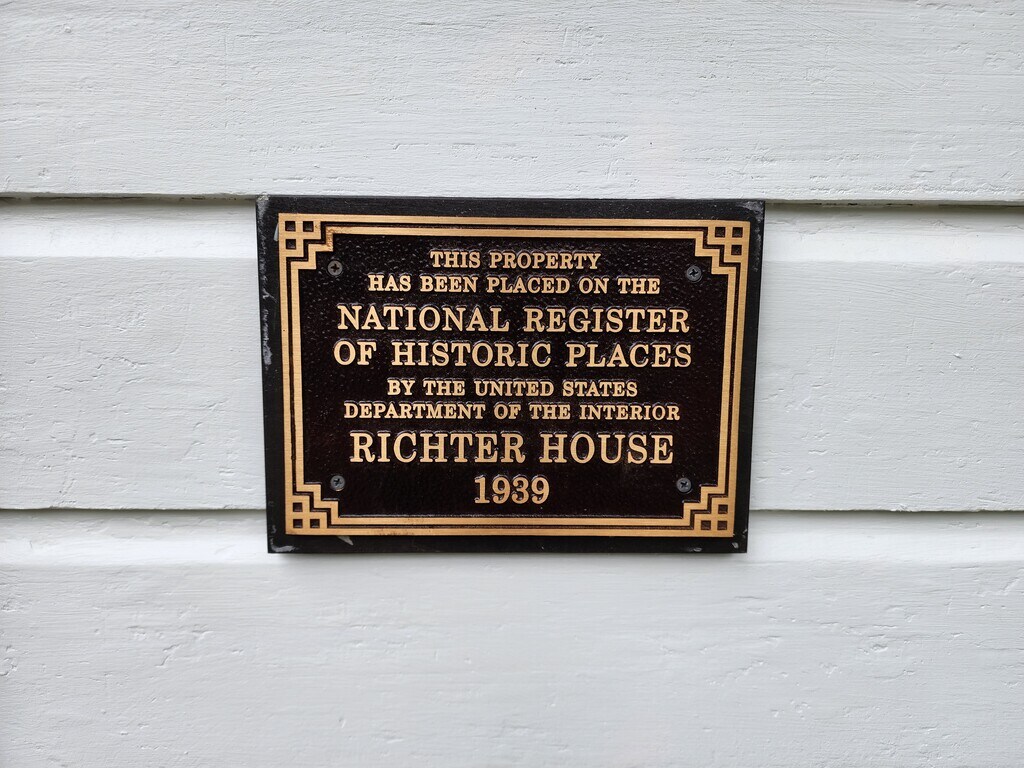 THIS PROPERTY
HAS BEEN PLACED ON THE
NATIONAL REGISTER
OF HISTORIC PLACES
BY THE UNITED STATES
DEPARTMENT OF THE INTERIOR
RICHTER HOUSE
1939